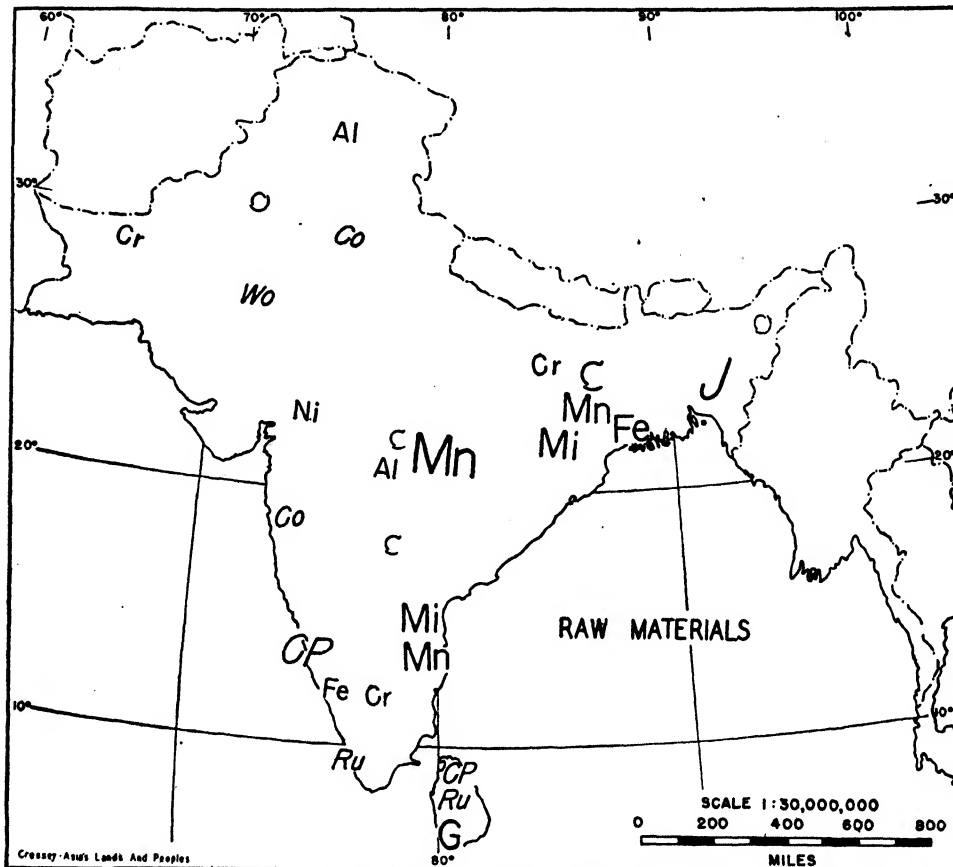 60° 70° 80° 90° 100°
Al
30° O 30°
Cr Co
Wo
O
Cr
C J
Ni Mn
Fe
20° C Mn Mi 20°
Al
Co
C
Mi
CP Mn RAW MATERIALS
Fe Cr
10° 10°
Ru CP
Ru
G
SCALE 1:30,000,000
0 200 400 600 800
MILES
Cressey-Asia's Lands And Peoples
80°